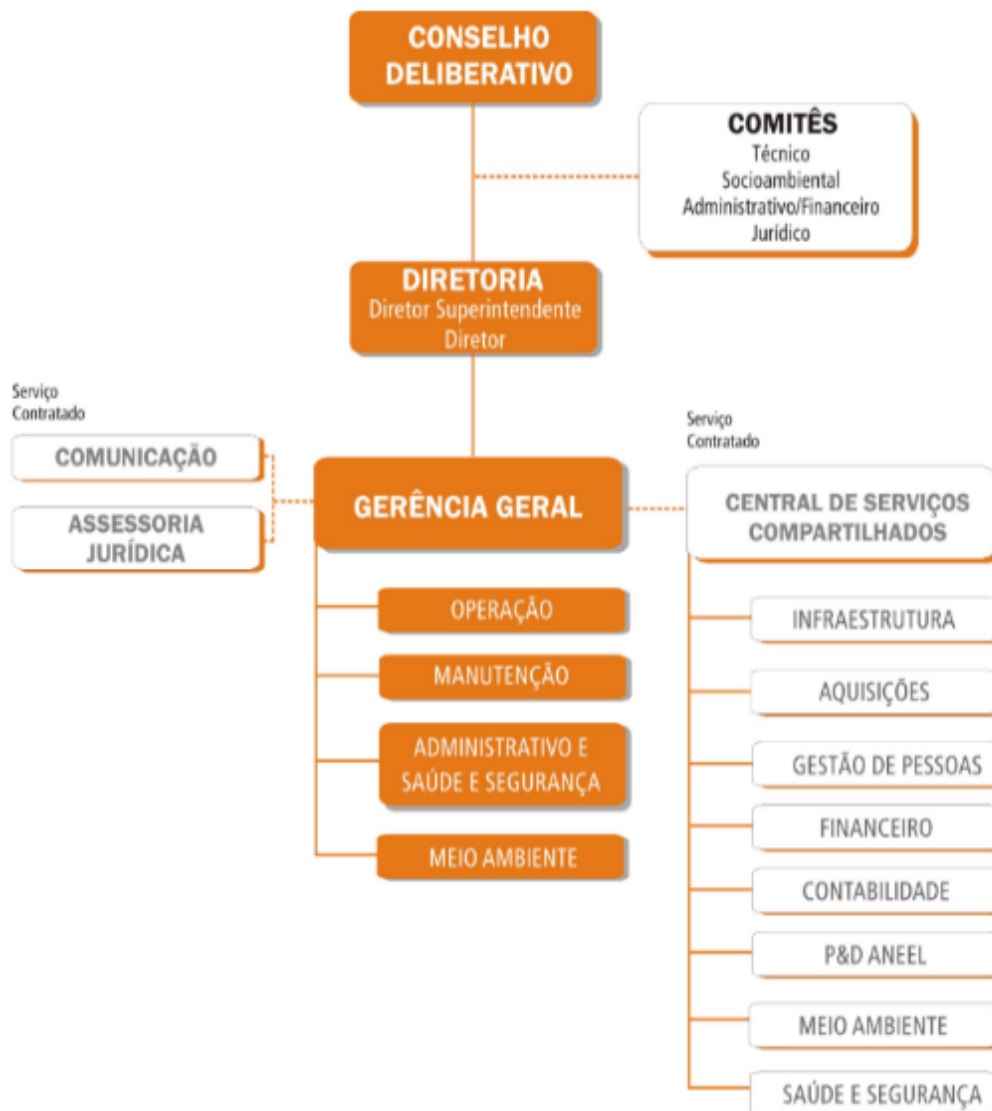 CONSELHO
DELIBERATIVO
COMITÊS
Técnico
Socioambiental
Administrativo/Financeiro
Jurídico
DIRETORIA
Diretor Superintendente
Diretor
Serviço
Contratado
COMUNICAÇÃO
ASSESSORIA
JURÍDICA
GERÊNCIA GERAL
OPERAÇÃO
MANUTENÇÃO
ADMINISTRATIVO E
SAÚDE E SEGURANÇA
MEIO AMBIENTE
Serviço
Contratado
CENTRAL DE SERVIÇOS
COMPARTILHADOS
INFRAESTRUTURA
AQUISIÇÕES
GESTÃO DE PESSOAS
FINANCEIRO
CONTABILIDADE
P&D ANEEL
MEIO AMBIENTE
SAÚDE E SEGURANÇA